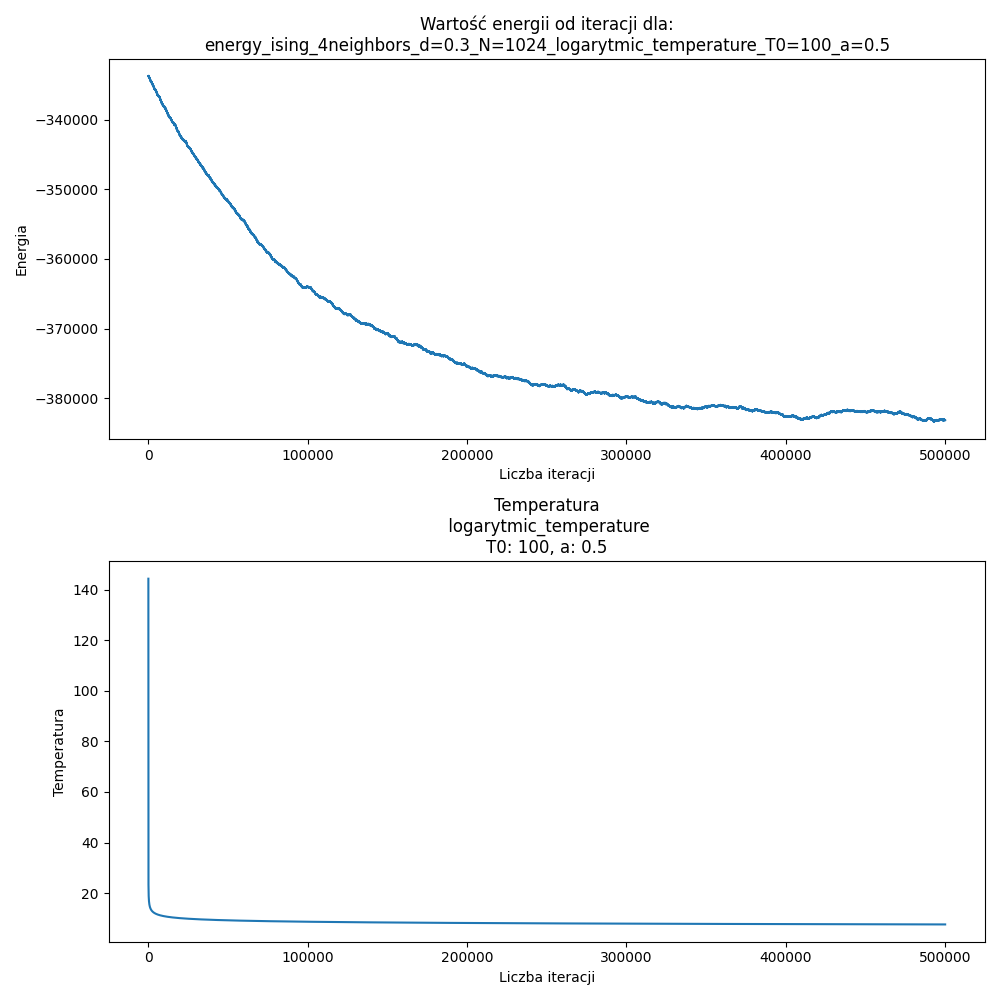 Wartość energii od iteracji dla:
energy_ising_4neighbors_d=0.3_N=1024_logarytmic_temperature_T0=100_a=0.5
−340000
−350000
−360000
−370000
−380000
Energia
0 100000 200000 300000 400000 500000
Liczba iteracji
Temperatura
logarytmic_temperature
T0: 100, a: 0.5
140
120
100
80
60
40
20
Temperatura
0 100000 200000 300000 400000 500000
Liczba iteracji